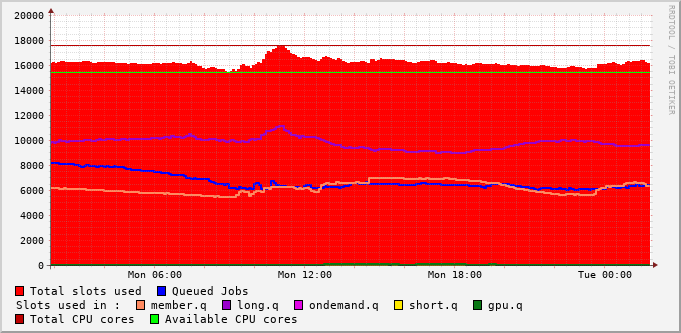 20000
18000
16000
14000
12000
10000
8000
6000
4000
2000
0
Mon 06:00 Mon 12:00 Mon 18:00 Tue 00:00
Total slots used Queued Jobs
Slots used in : member.q long.q ondemand.q short.q gpu.q
Total CPU cores Available CPU cores
RRDTOOL / TOBI OETIKER